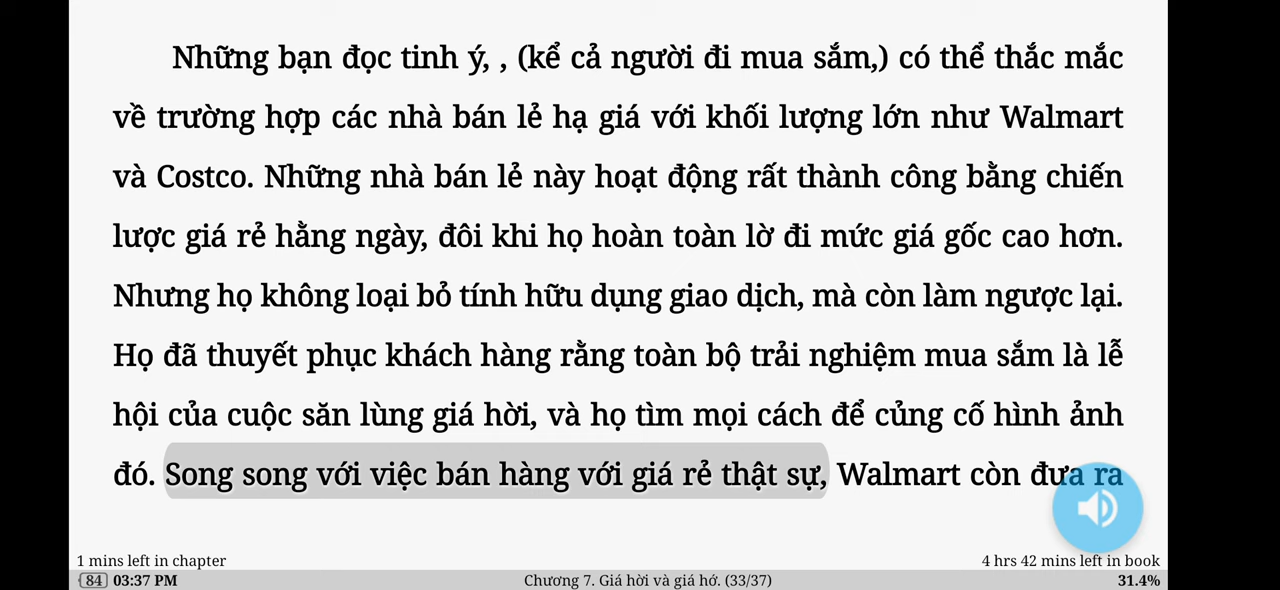 Những bạn đọc tinh ý, , (kể cả người đi mua sắm,) có thể thắc mắc
về trường hợp các nhà bán lẻ hạ giá với khối lượng lớn như Walmart
và Costco. Những nhà bán lẻ này hoạt động rất thành công bằng chiến
lược giá rẻ hằng ngày, đôi khi họ hoàn toàn lờ đi mức giá gốc cao hơn.
Nhưng họ không loại bỏ tính hữu dụng giao dịch, mà còn làm ngược lại.
Họ đã thuyết phục khách hàng rằng toàn bộ trải nghiệm mua sắm là lễ
hội của cuộc săn lùng giá hời, và họ tìm mọi cách để củng cố hình ảnh
đó. Song song với việc bán hàng với giá rẻ thật sự, Walmart còn đưa ra
1 mins left in chapter 4 hrs 42 mins left in book
84 03:37 PM Chương 7. Giá hời và giá hớ. (33/37) 31.4%